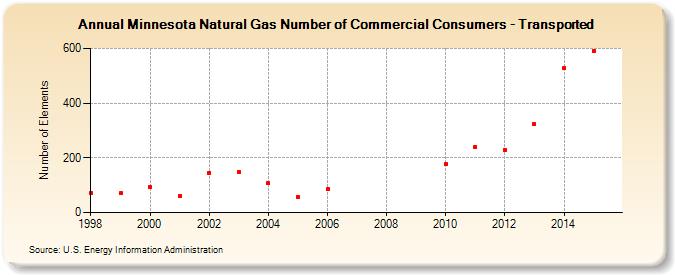 Annual Minnesota Natural Gas Number of Commercial Consumers - Transported
Number of Elements
600
400
200
0
1998 2000 2002 2004 2006 2008 2010 2012 2014
Source: U.S. Energy Information Administration